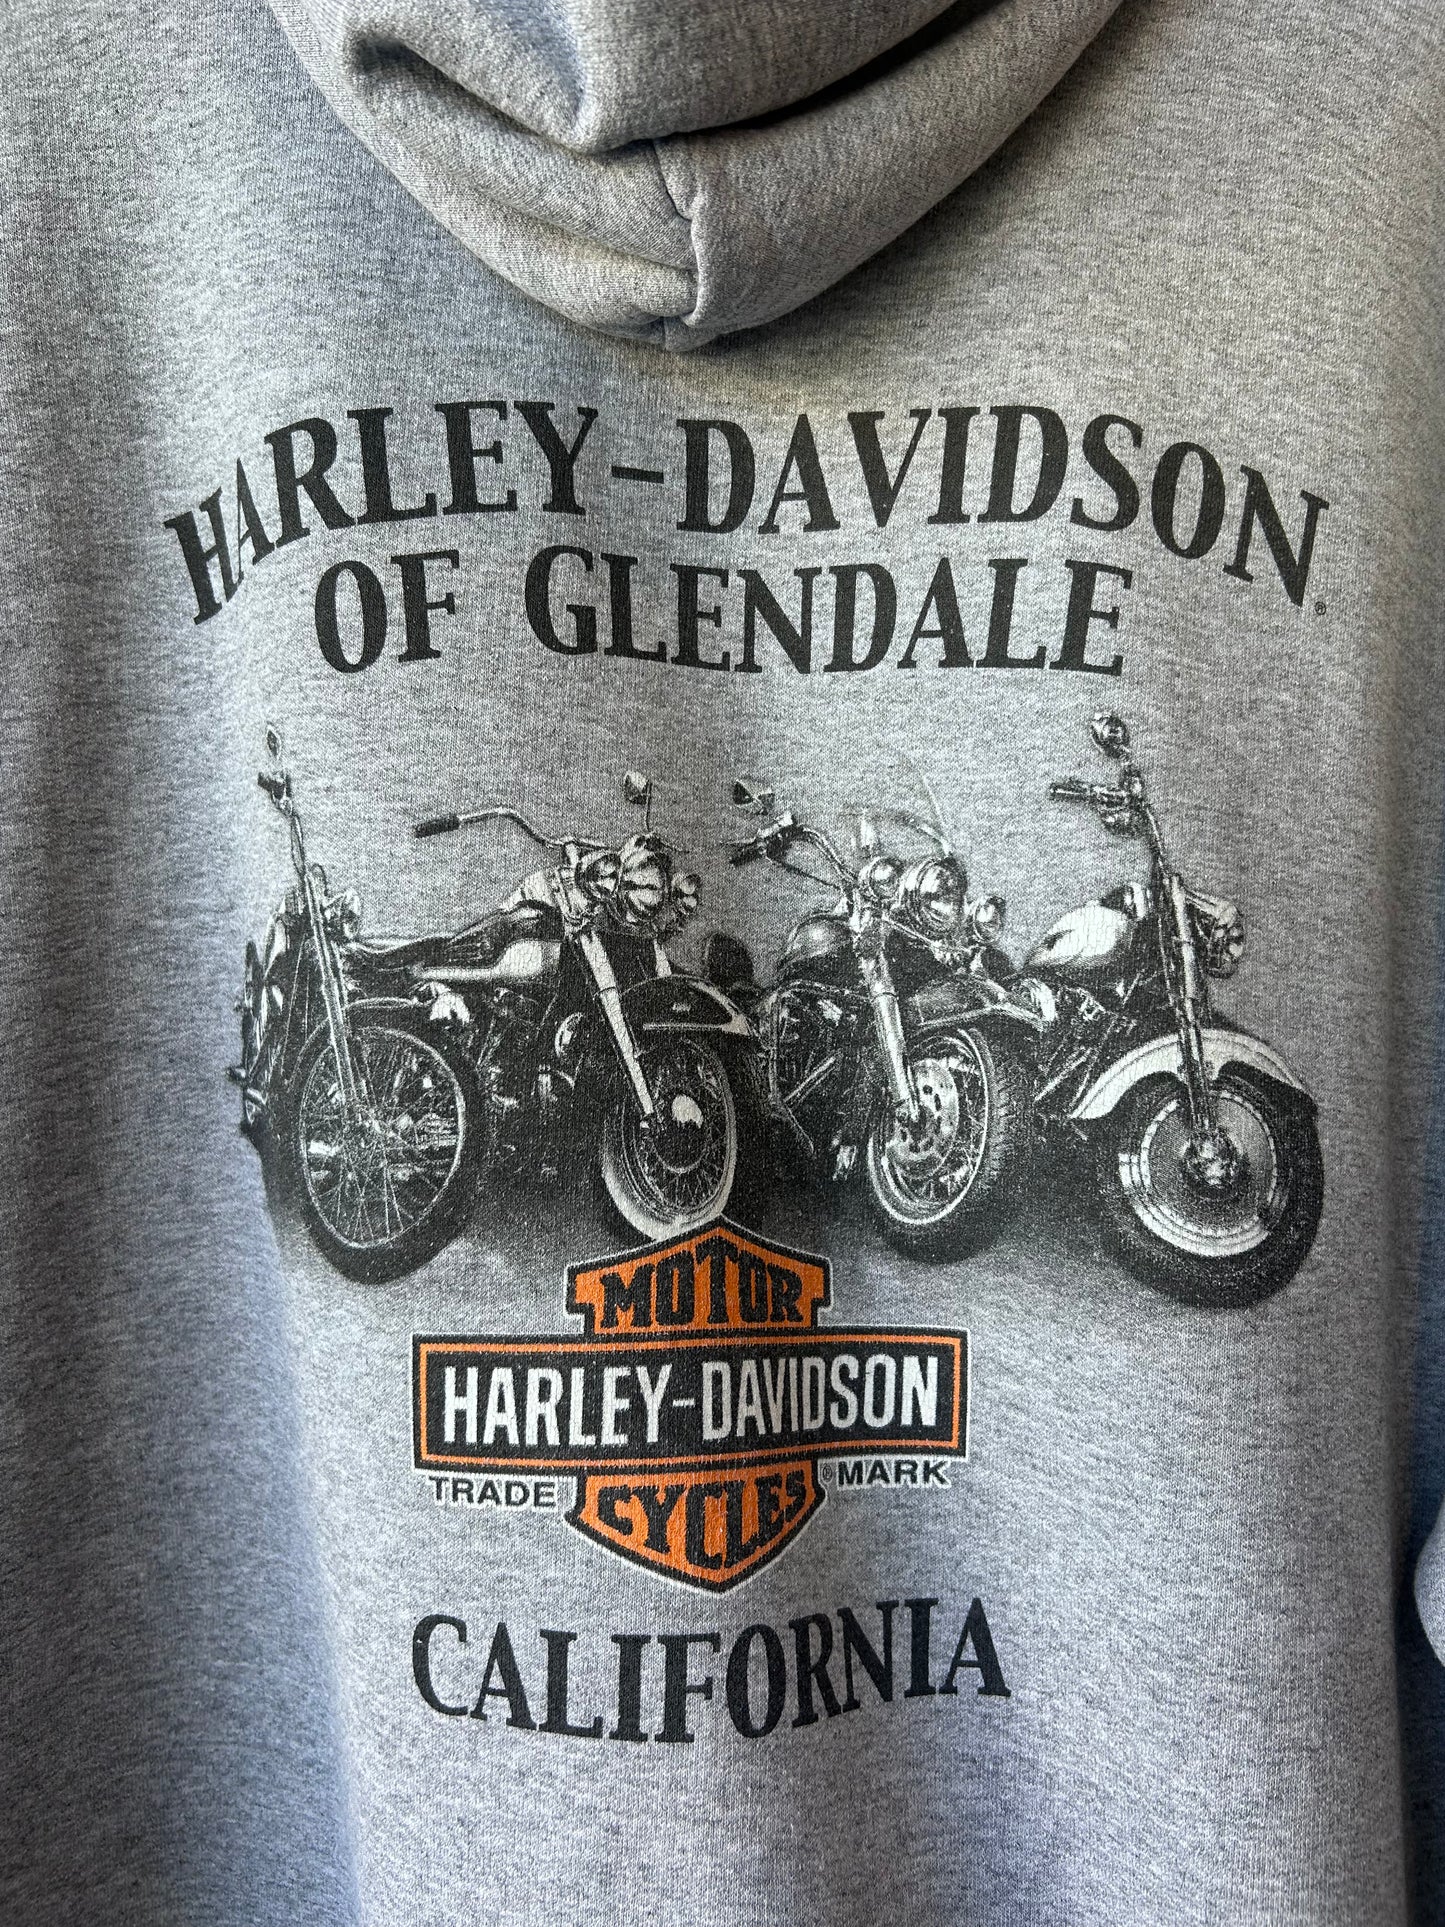 HARLEY-DAVIDSON®
OF GLENDALE
MOTOR
HARLEY-DAVIDSON
TRADE ® MARK
CYCLES
CALIFORNIA